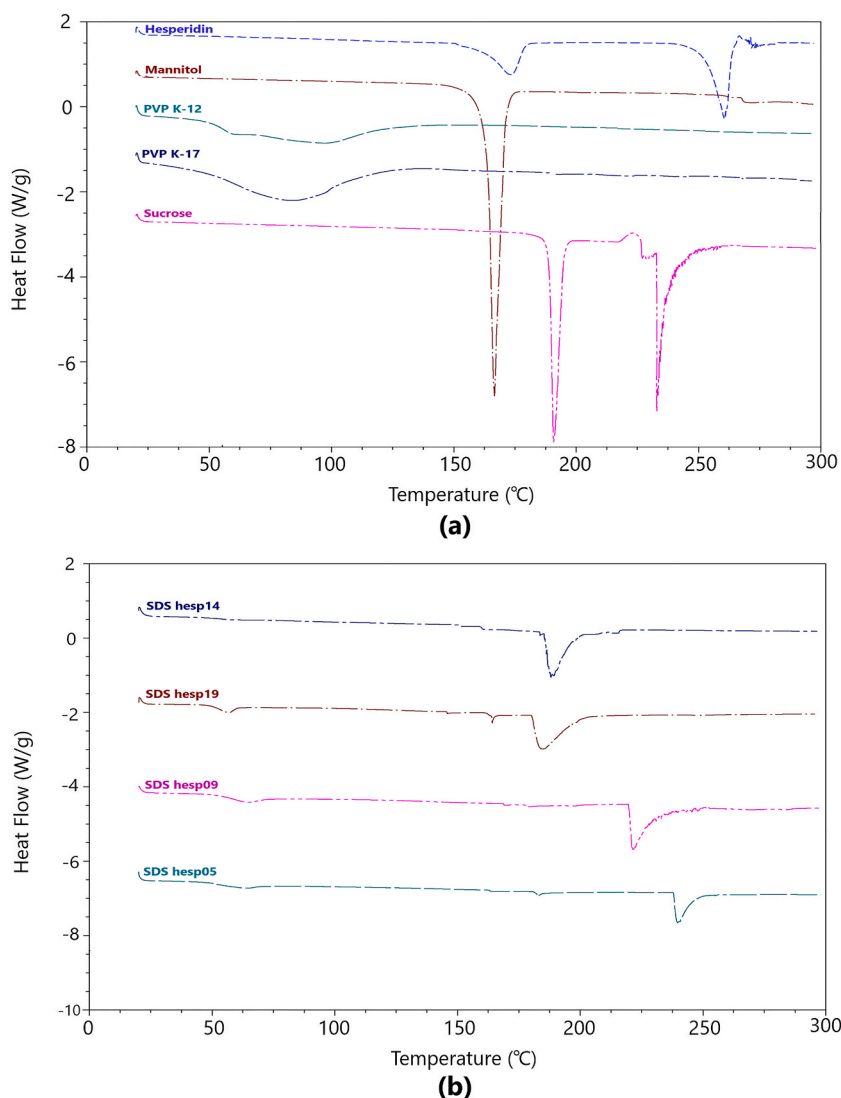 2
Hesperidin
Mannitol
0
PVP K-12
PVP K-17
-2
Sucrose
-4
-6
-8
Heat Flow (W/g)
0 50 100 150 200 250 300
Temperature (℃)
(a)
2
SDS hesp14
0
SDS hesp19
-2
-4
SDS hesp09
-6
SDS hesp05
-8
-10
Heat Flow (W/g)
0 50 100 150 200 250 300
Temperature (℃)
(b)